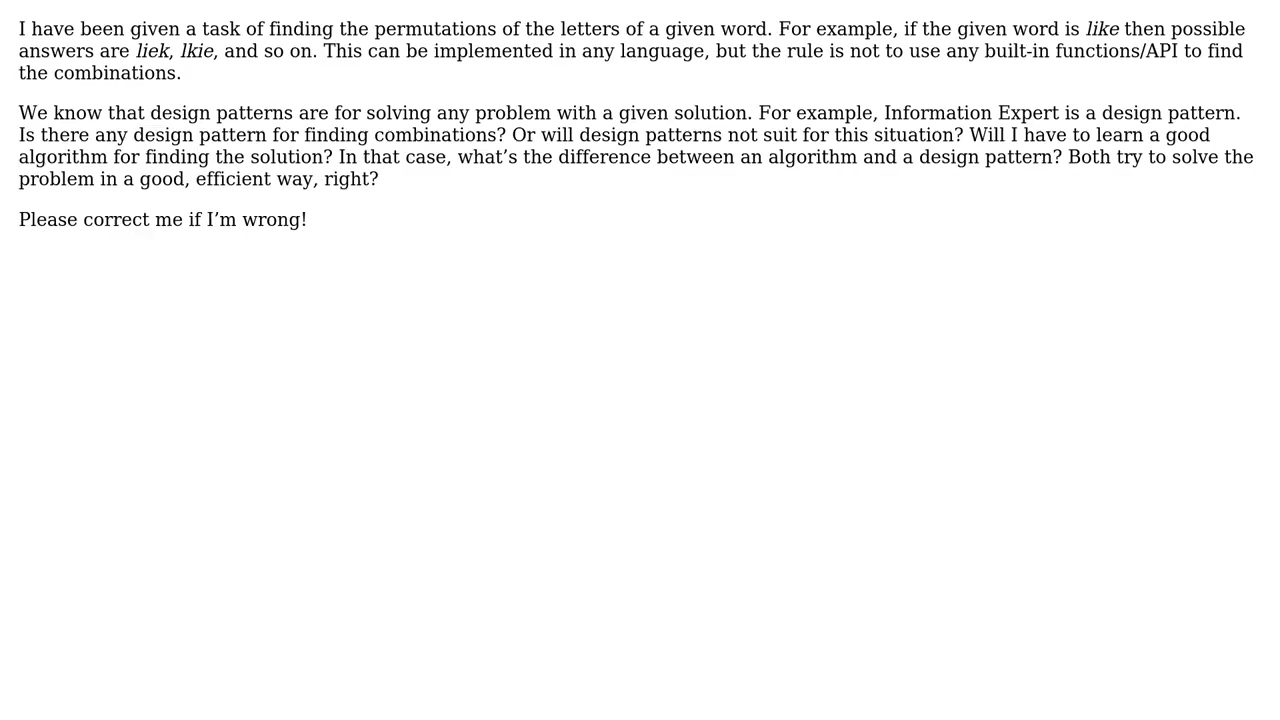 I have been given a task of finding the permutations of the letters of a given word. For example, if the given word is like then possible
answers are liek, lkie, and so on. This can be implemented in any language, but the rule is not to use any built-in functions/API to find
the combinations.
We know that design patterns are for solving any problem with a given solution. For example, Information Expert is a design pattern.
Is there any design pattern for finding combinations? Or will design patterns not suit for this situation? Will I have to learn a good
algorithm for finding the solution? In that case, what’s the difference between an algorithm and a design pattern? Both try to solve the
problem in a good, efficient way, right?
Please correct me if I’m wrong!